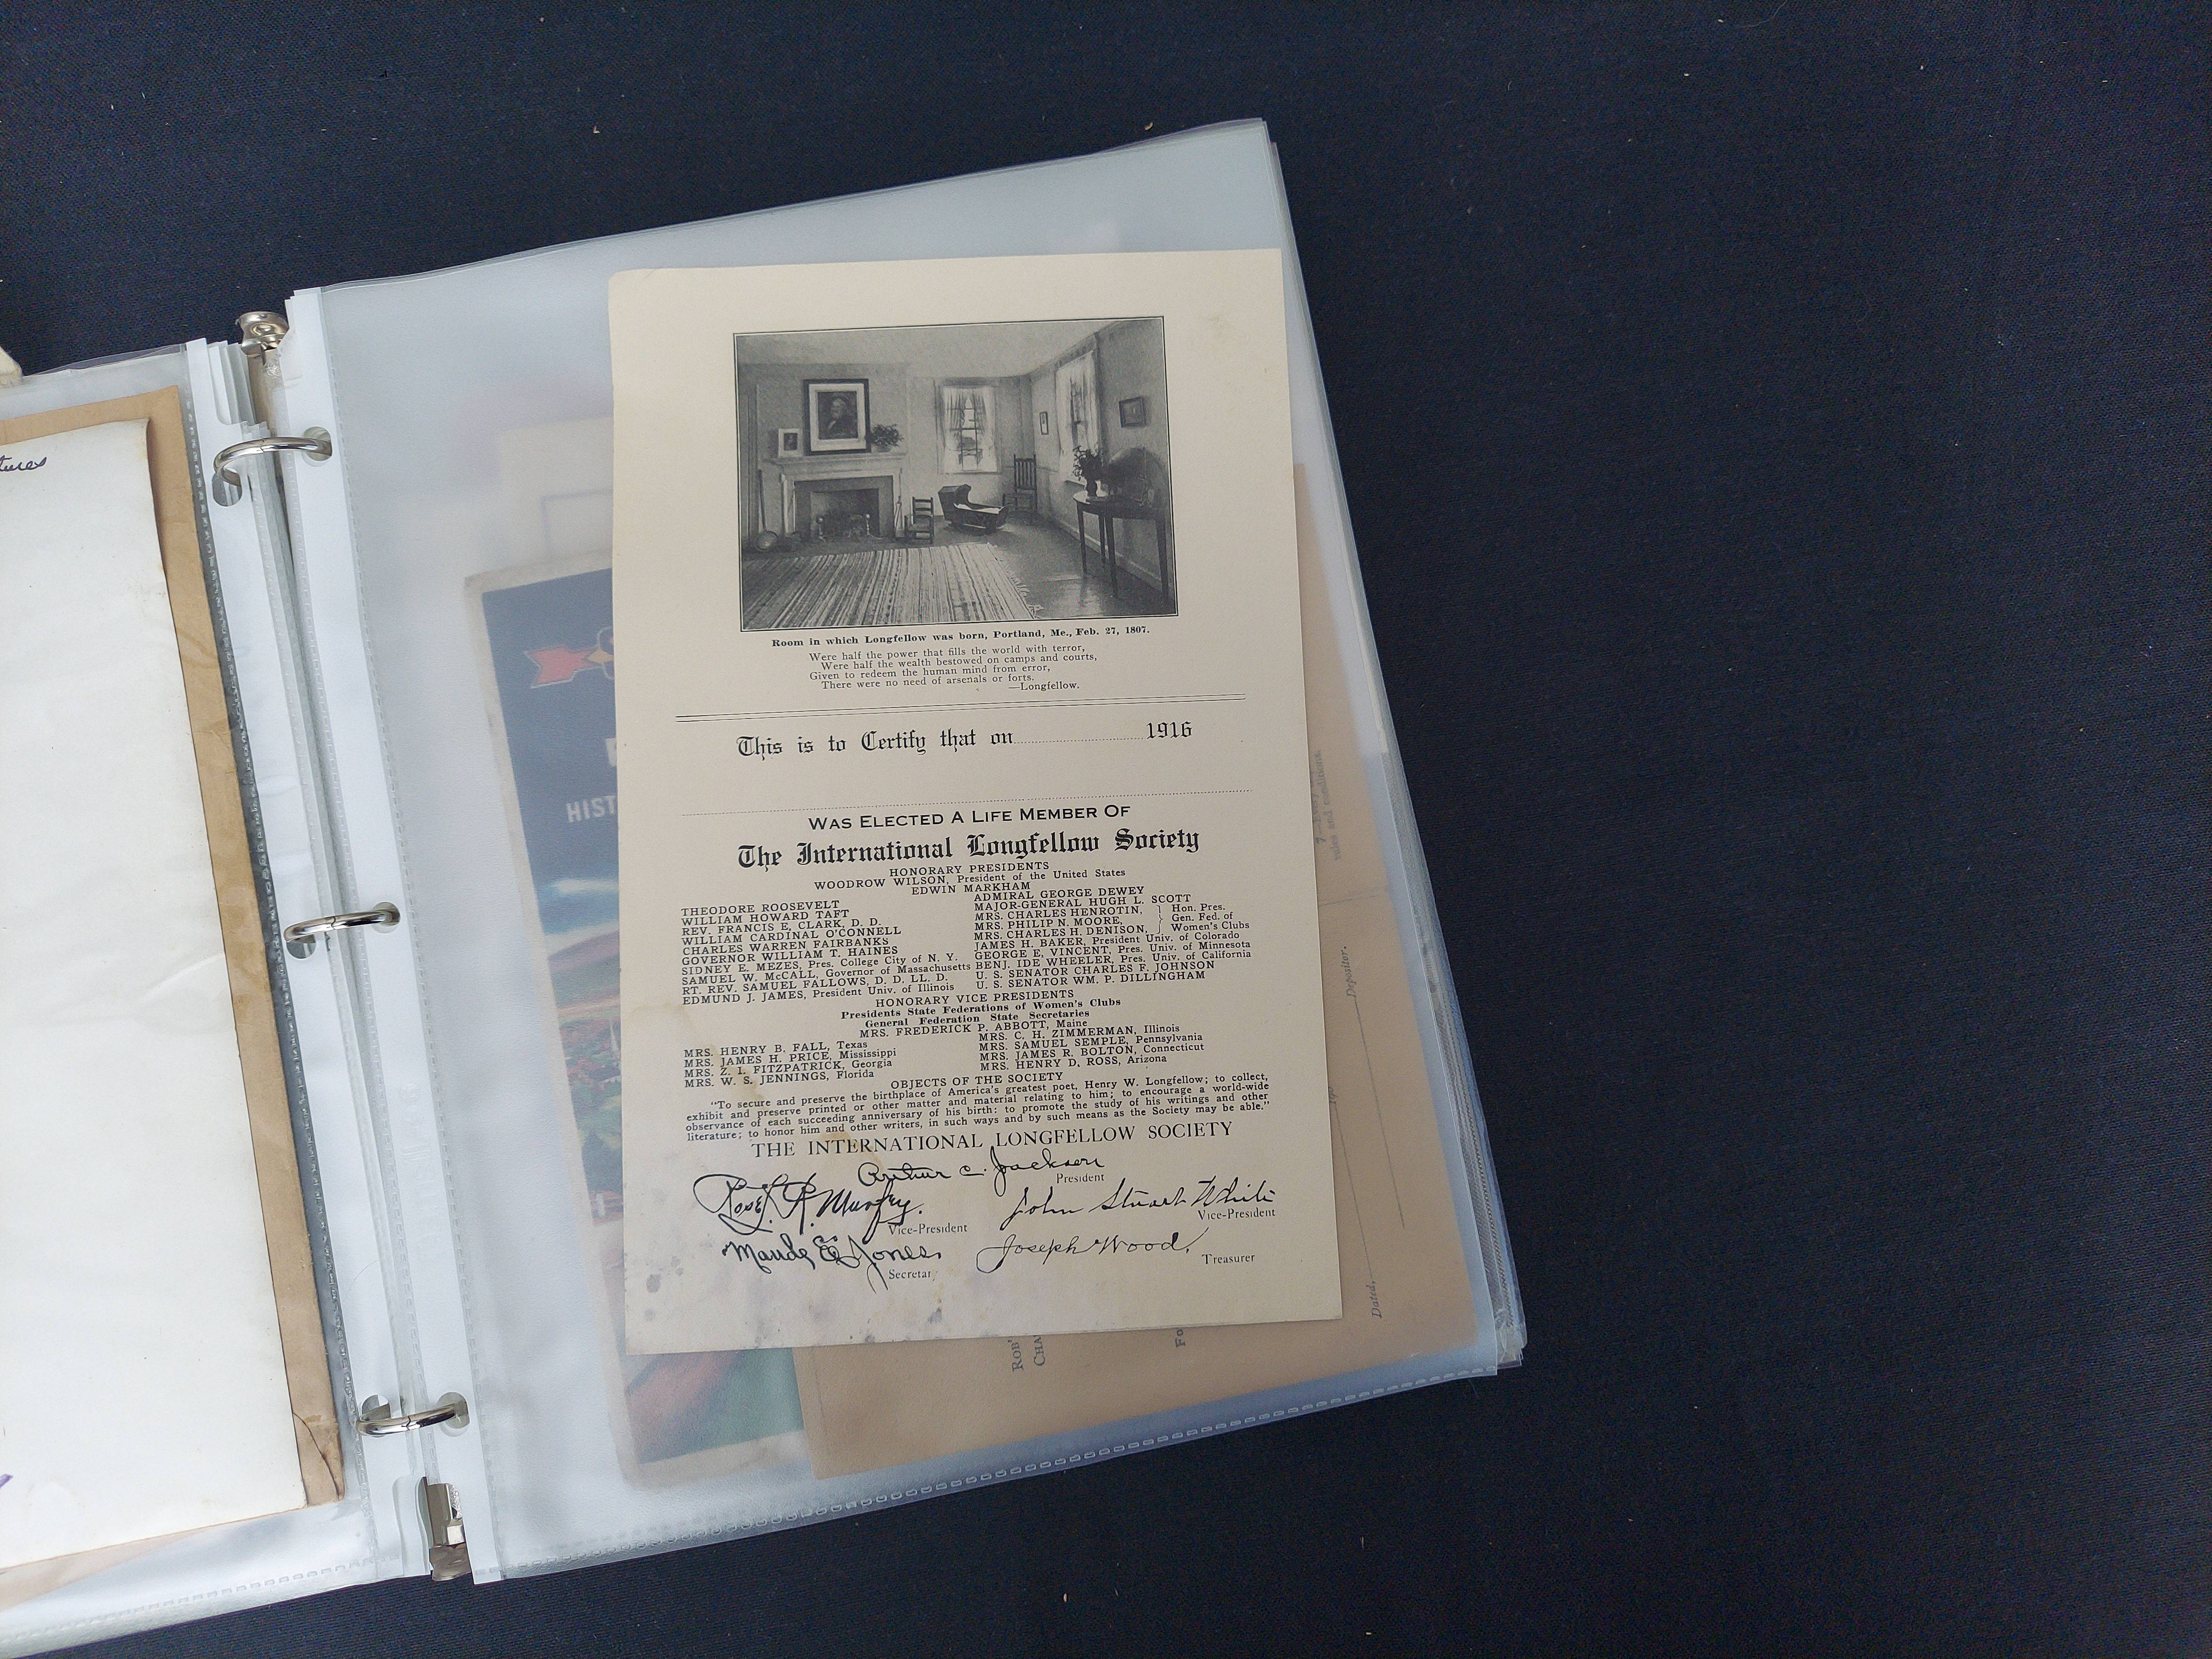 tures
Room in which Longfellow was born, Portland, Me., Feb. 27, 1807.
Were half the power that fills the world with terror,
Were half the wealth bestowed on camps and courts,
Given to redeem the human mind from error,
There were no need of arsenals or forts.
—Longfellow.
This is to Certify that on 1916
WAS ELECTED A LIFE MEMBER OF
The International Longfellow Society
HONORARY PRESIDENTS
WOODROW WILSON, President of the United States
EDWIN MARKHAM
THEODORE ROOSEVELT
WILLIAM HOWARD TAFT
REV. FRANCIS E. CLARK, D. D.
WILLIAM CARDINAL O'CONNELL
CHARLES WARREN FAIRBANKS
GOVERNOR WILLIAM T. HAINES
SIDNEY E. MEZES, Pres. College City of N. Y.
SAMUEL W. McCALL, Governor of Massachusetts
RT. REV. SAMUEL FALLOWS, D. D. LL. D.
EDMUND J. JAMES, President Univ. of Illinois
ADMIRAL GEORGE DEWEY
MAJOR-GENERAL HUGH L. SCOTT
MRS. CHARLES HENROTIN, } Hon. Pres.
MRS. PHILIP N. MOORE, } Gen. Fed. of
MRS. CHARLES H. DENISON, } Women's Clubs
JAMES H. BAKER, President Univ. of Colorado
GEORGE E. VINCENT, Pres. Univ. of Minnesota
BENJ. IDE WHEELER, Pres. Univ. of California
U. S. SENATOR CHARLES F. JOHNSON
U. S. SENATOR WM. P. DILLINGHAM
HONORARY VICE PRESIDENTS
Presidents State Federations of Women's Clubs
General Federation State Secretaries
MRS. FREDERICK P. ABBOTT, Maine
MRS. HENRY B. FALL, Texas
MRS. JAMES H. PRICE, Mississippi
MRS. Z. I. FITZPATRICK, Georgia
MRS. W. S. JENNINGS, Florida
MRS. C. H. ZIMMERMAN, Illinois
MRS. SAMUEL SEMPLE, Pennsylvania
MRS. JAMES R. BOLTON, Connecticut
MRS. HENRY D. ROSS, Arizona
OBJECTS OF THE SOCIETY
"To secure and preserve the birthplace of America's greatest poet, Henry W. Longfellow; to collect,
exhibit and preserve printed or other matter and material relating to him; to encourage a world-wide
observance of each succeeding anniversary of his birth: to promote the study of his writings and other
literature; to honor him and other writers, in such ways and by such means as the Society may be able."
THE INTERNATIONAL LONGFELLOW SOCIETY
Arthur C. Jackson
President
John Stuart White
Vice-President
Vice-President
Maude E. Jones
Secretar
Joseph Wood,
Treasurer
HIST
rules and conditions
Depositor.
Dated,
ROB'
CHA
Fo